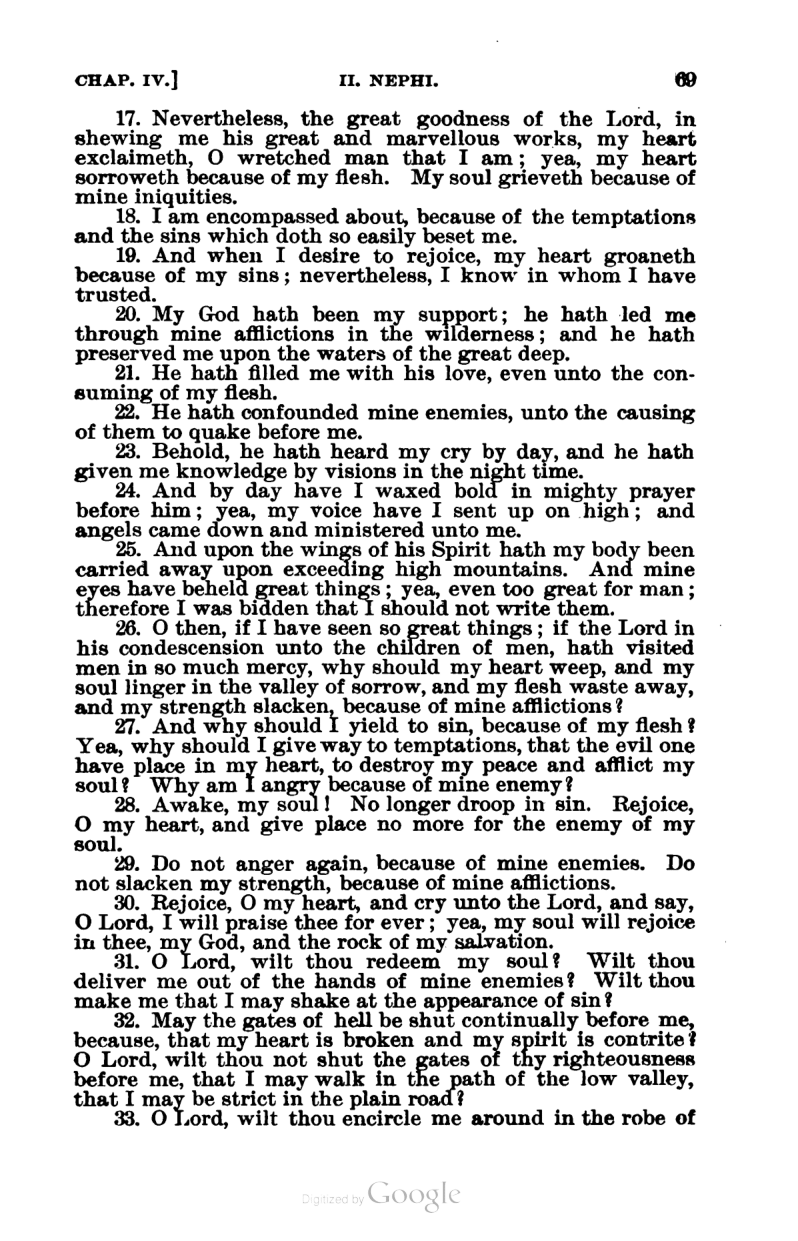 CHAP. IV.] II. NEPHI. 69
17. Nevertheless, the great goodness of the Lord, in
shewing me his great and marvellous works, my heart
exclaimeth, O wretched man that I am; yea, my heart
sorroweth because of my flesh. My soul grieveth because of
mine iniquities.
18. I am encompassed about, because of the temptations
and the sins which doth so easily beset me.
19. And when I desire to rejoice, my heart groaneth
because of my sins; nevertheless, I know in whom I have
trusted.
20. My God hath been my support; he hath led me
through mine afflictions in the wilderness; and he hath
preserved me upon the waters of the great deep.
21. He hath filled me with his love, even unto the con-
suming of my flesh.
22. He hath confounded mine enemies, unto the causing
of them to quake before me.
23. Behold, he hath heard my cry by day, and he hath
given me knowledge by visions in the night time.
24. And by day have I waxed bold in mighty prayer
before him; yea, my voice have I sent up on high; and
angels came down and ministered unto me.
25. And upon the wings of his Spirit hath my body been
carried away upon exceeding high mountains. And mine
eyes have beheld great things; yea, even too great for man;
therefore I was bidden that I should not write them.
26. O then, if I have seen so great things; if the Lord in
his condescension unto the children of men, hath visited
men in so much mercy, why should my heart weep, and my
soul linger in the valley of sorrow, and my flesh waste away,
and my strength slacken, because of mine afflictions?
27. And why should I yield to sin, because of my flesh?
Yea, why should I give way to temptations, that the evil one
have place in my heart, to destroy my peace and afflict my
soul? Why am I angry because of mine enemy?
28. Awake, my soul! No longer droop in sin. Rejoice,
O my heart, and give place no more for the enemy of my
soul.
29. Do not anger again, because of mine enemies. Do
not slacken my strength, because of mine afflictions.
30. Rejoice, O my heart, and cry unto the Lord, and say,
O Lord, I will praise thee for ever; yea, my soul will rejoice
in thee, my God, and the rock of my salvation.
31. O Lord, wilt thou redeem my soul? Wilt thou
deliver me out of the hands of mine enemies? Wilt thou
make me that I may shake at the appearance of sin?
32. May the gates of hell be shut continually before me,
because, that my heart is broken and my spirit is contrite?
O Lord, wilt thou not shut the gates of thy righteousness
before me, that I may walk in the path of the low valley,
that I may be strict in the plain road?
33. O Lord, wilt thou encircle me around in the robe of
Digitized by Google